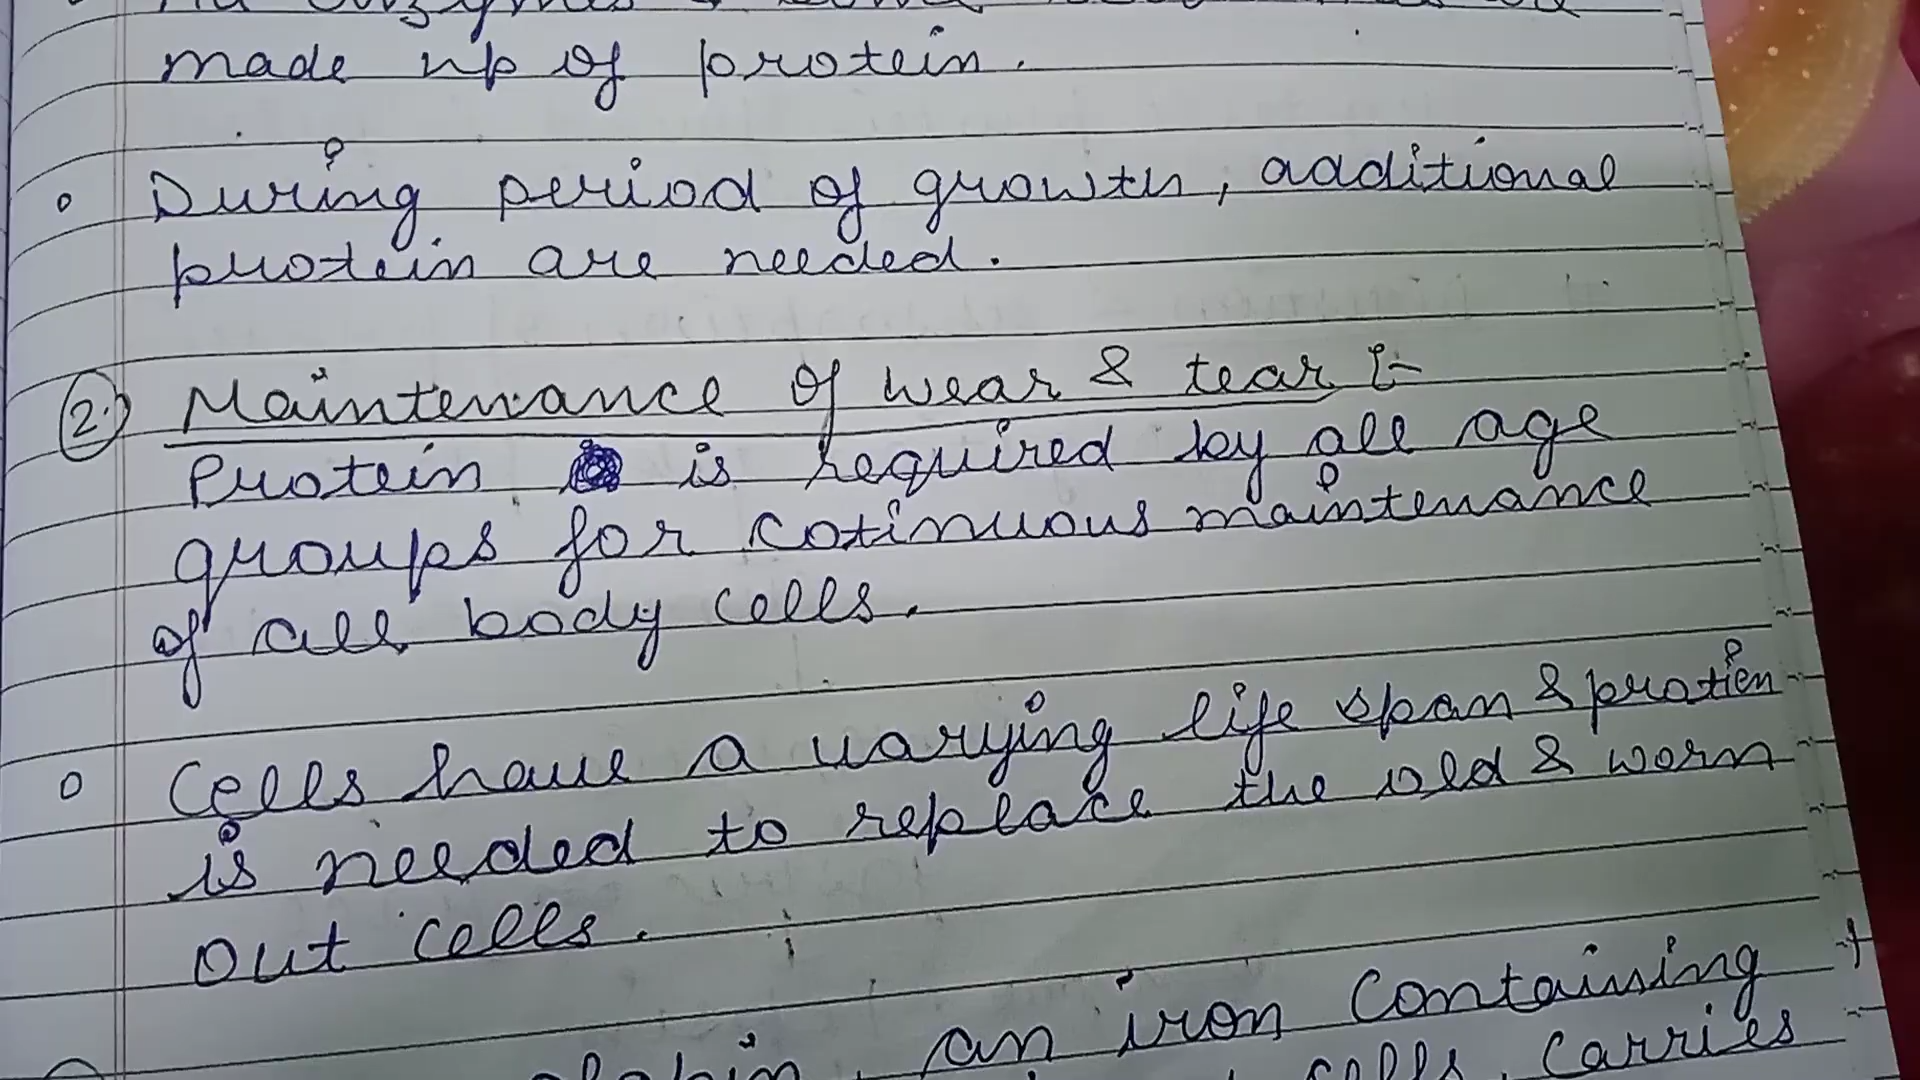 made up of protein.
• During period of growth, additional
protein are needed.
2. Maintenance of wear & tear :-
Protein is required by all age
groups for cotinuous maintenance
of all body cells.
• Cells have a varying life span & protien
is needed to replace the old & worn
out cells.
an iron containing
cells, carries